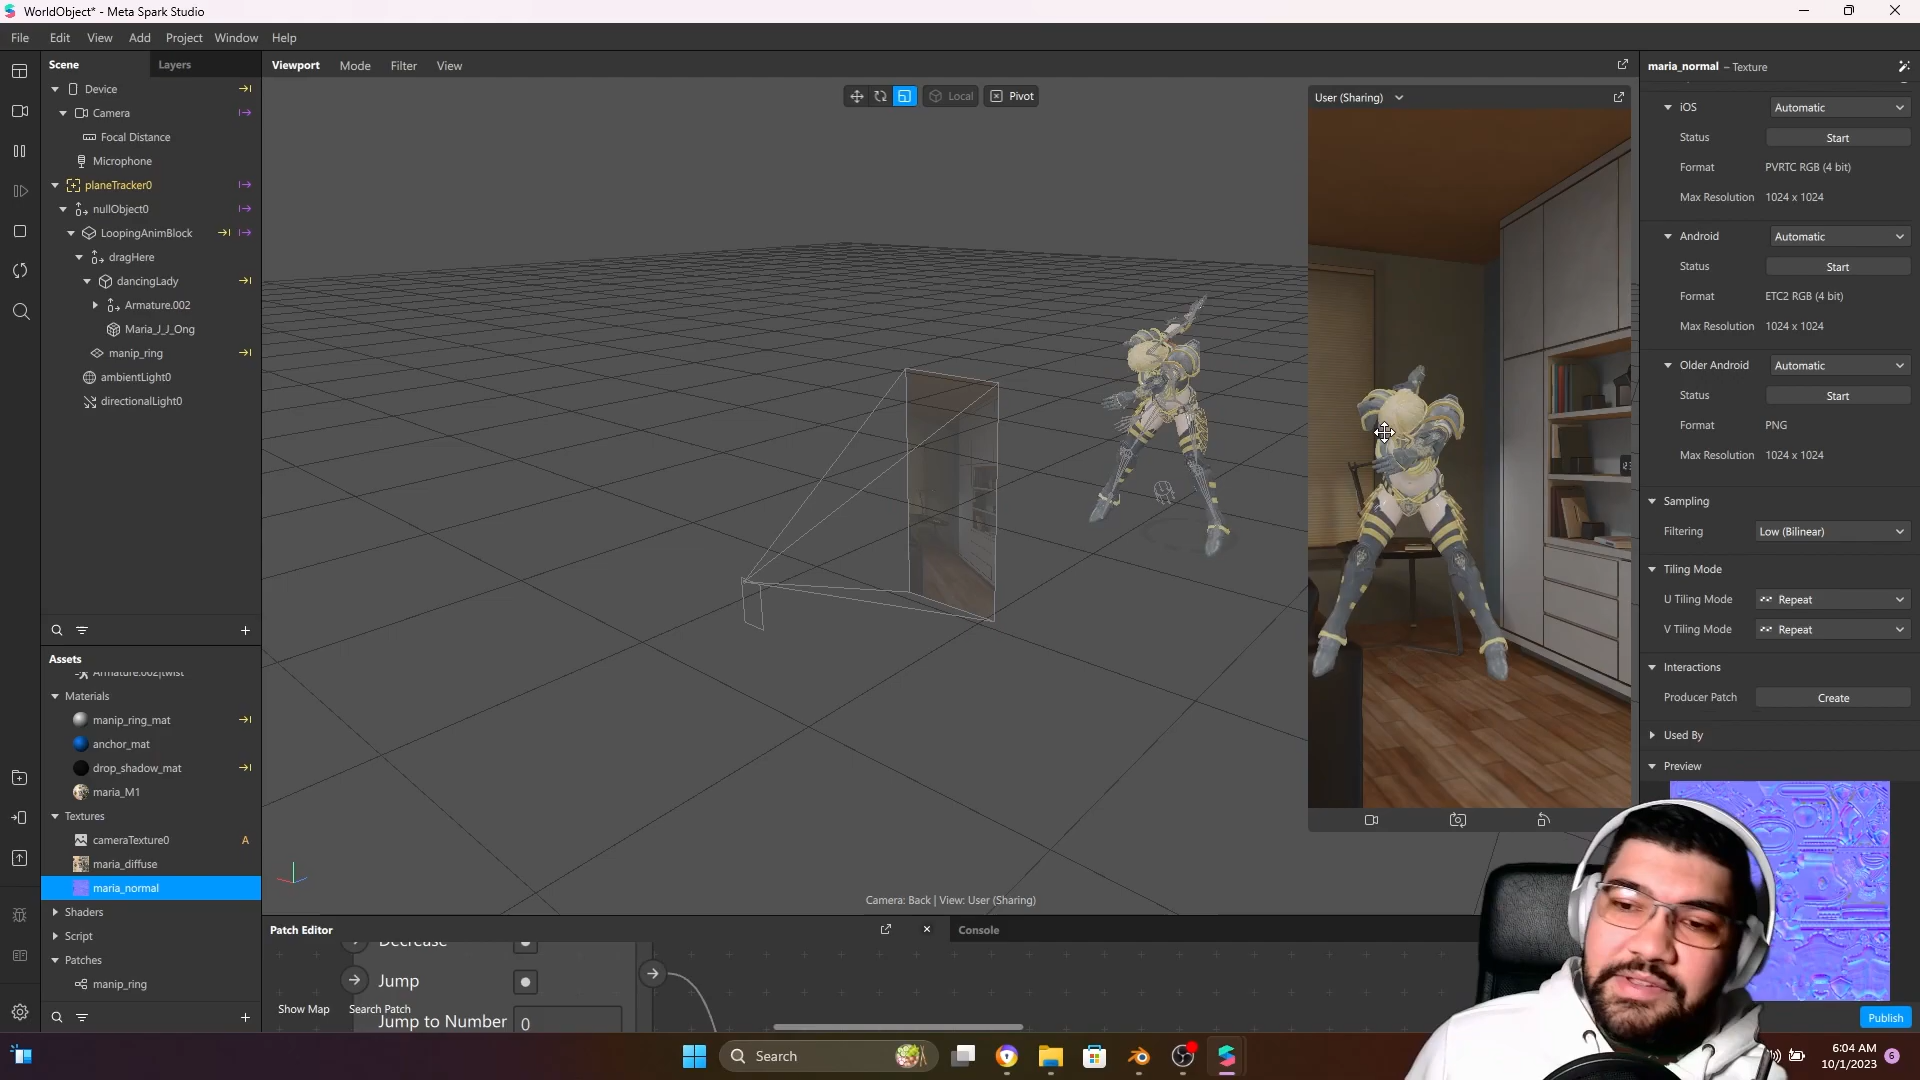 WorldObject* - Meta Spark Studio
File Edit View Add Project Window Help
Scene Layers
Device
Camera
Focal Distance
Microphone
planeTracker0
nullObject0
LoopingAnimBlock
dragHere
dancingLady
Armature.002
Maria_J_J_Ong
manip_ring
ambientLight0
directionalLight0
Assets
Armature.002|twist
Materials
manip_ring_mat
anchor_mat
drop_shadow_mat
maria_M1
Textures
cameraTexture0 A
maria_diffuse
maria_normal
Shaders
Script
Patches
manip_ring
Viewport Mode Filter View
Local Pivot
User (Sharing)
Camera: Back | View: User (Sharing)
Patch Editor
Console
Decrease
Jump
Show Map Search Patch
Jump to Number 0
maria_normal – Texture
iOS Automatic
Status Start
Format PVRTC RGB (4 bit)
Max Resolution 1024 x 1024
Android Automatic
Status Start
Format ETC2 RGB (4 bit)
Max Resolution 1024 x 1024
Older Android Automatic
Status Start
Format PNG
Max Resolution 1024 x 1024
Sampling
Filtering Low (Bilinear)
Tiling Mode
U Tiling Mode Repeat
V Tiling Mode Repeat
Interactions
Producer Patch Create
Used By
Preview
Publish
Search
6:04 AM
10/1/2023
6